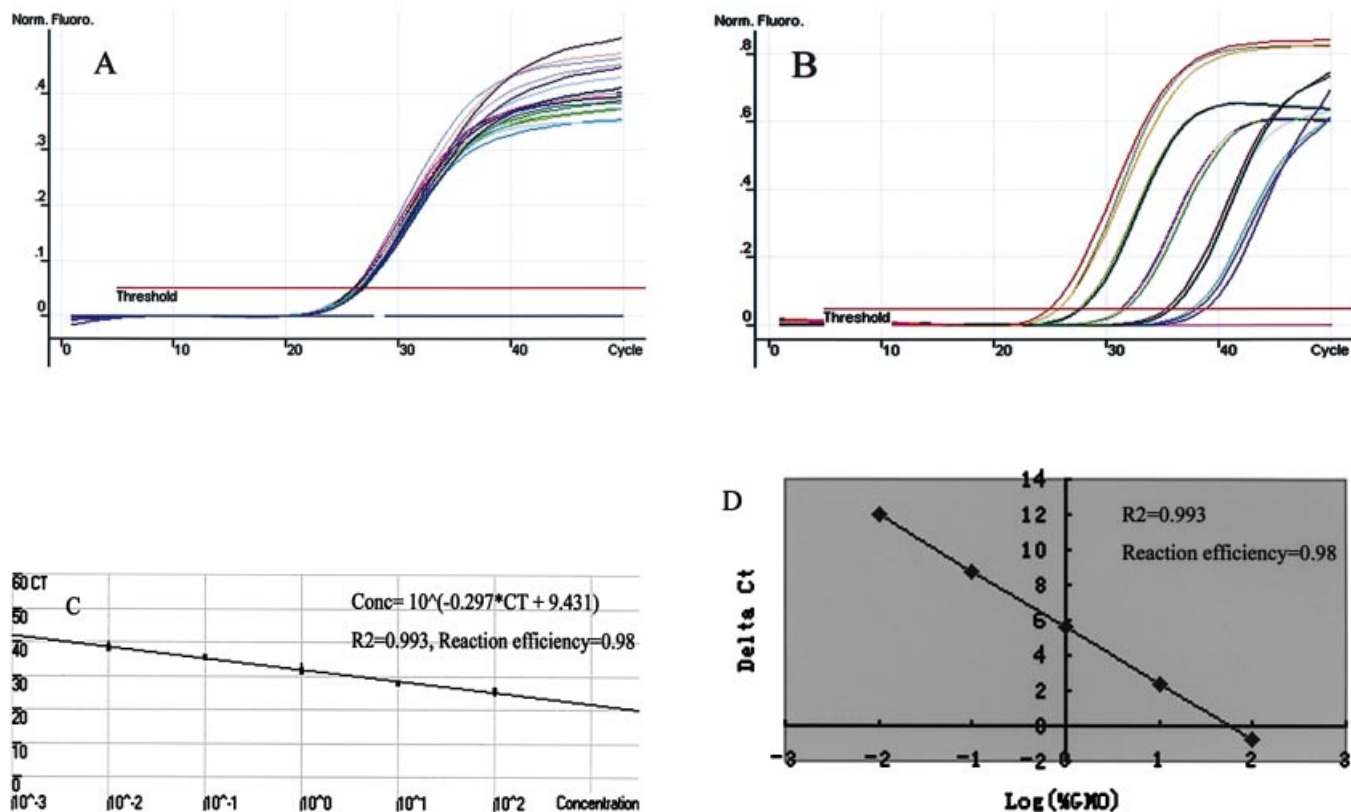 Norm. Fluoro.
A
.4
.3
.2
.1
0
Threshold
0 10 20 30 40 Cycle
Norm. Fluoro.
B
.8
.6
.4
.2
0
Threshold
0 10 20 30 40 Cycle
60 CT
C
50
40
30
20
10
0
Conc= 10^(-0.297*CT + 9.431)
R2=0.993, Reaction efficiency=0.98
10^-3 10^-2 10^-1 10^0 10^1 10^2 Concentration
D
Delta Ct
14
12
10
8
6
4
2
0
-2
R2=0.993
Reaction efficiency=0.98
-3 -2 -1 0 1 2 3
Log(%GMO)